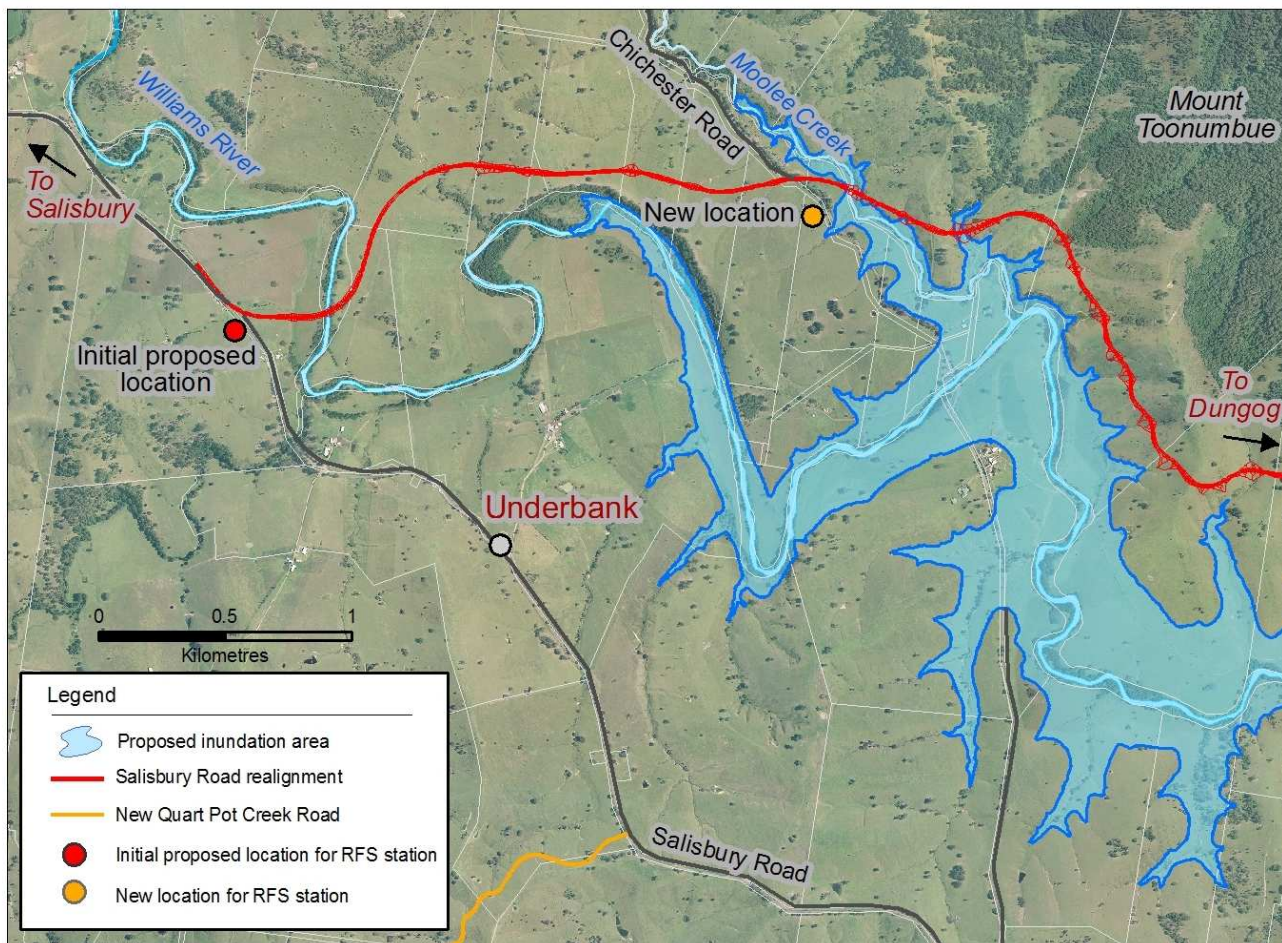 Williams River
Chichester Road
Moolee Creek
Mount
Toonumbue
To
Salisbury
New location
Initial proposed
location
To
Dungog
Underbank
0 0.5 1
Kilometres
Salisbury Road
Legend
Proposed inundation area
Salisbury Road realignment
New Quart Pot Creek Road
Initial proposed location for RFS station
New location for RFS station